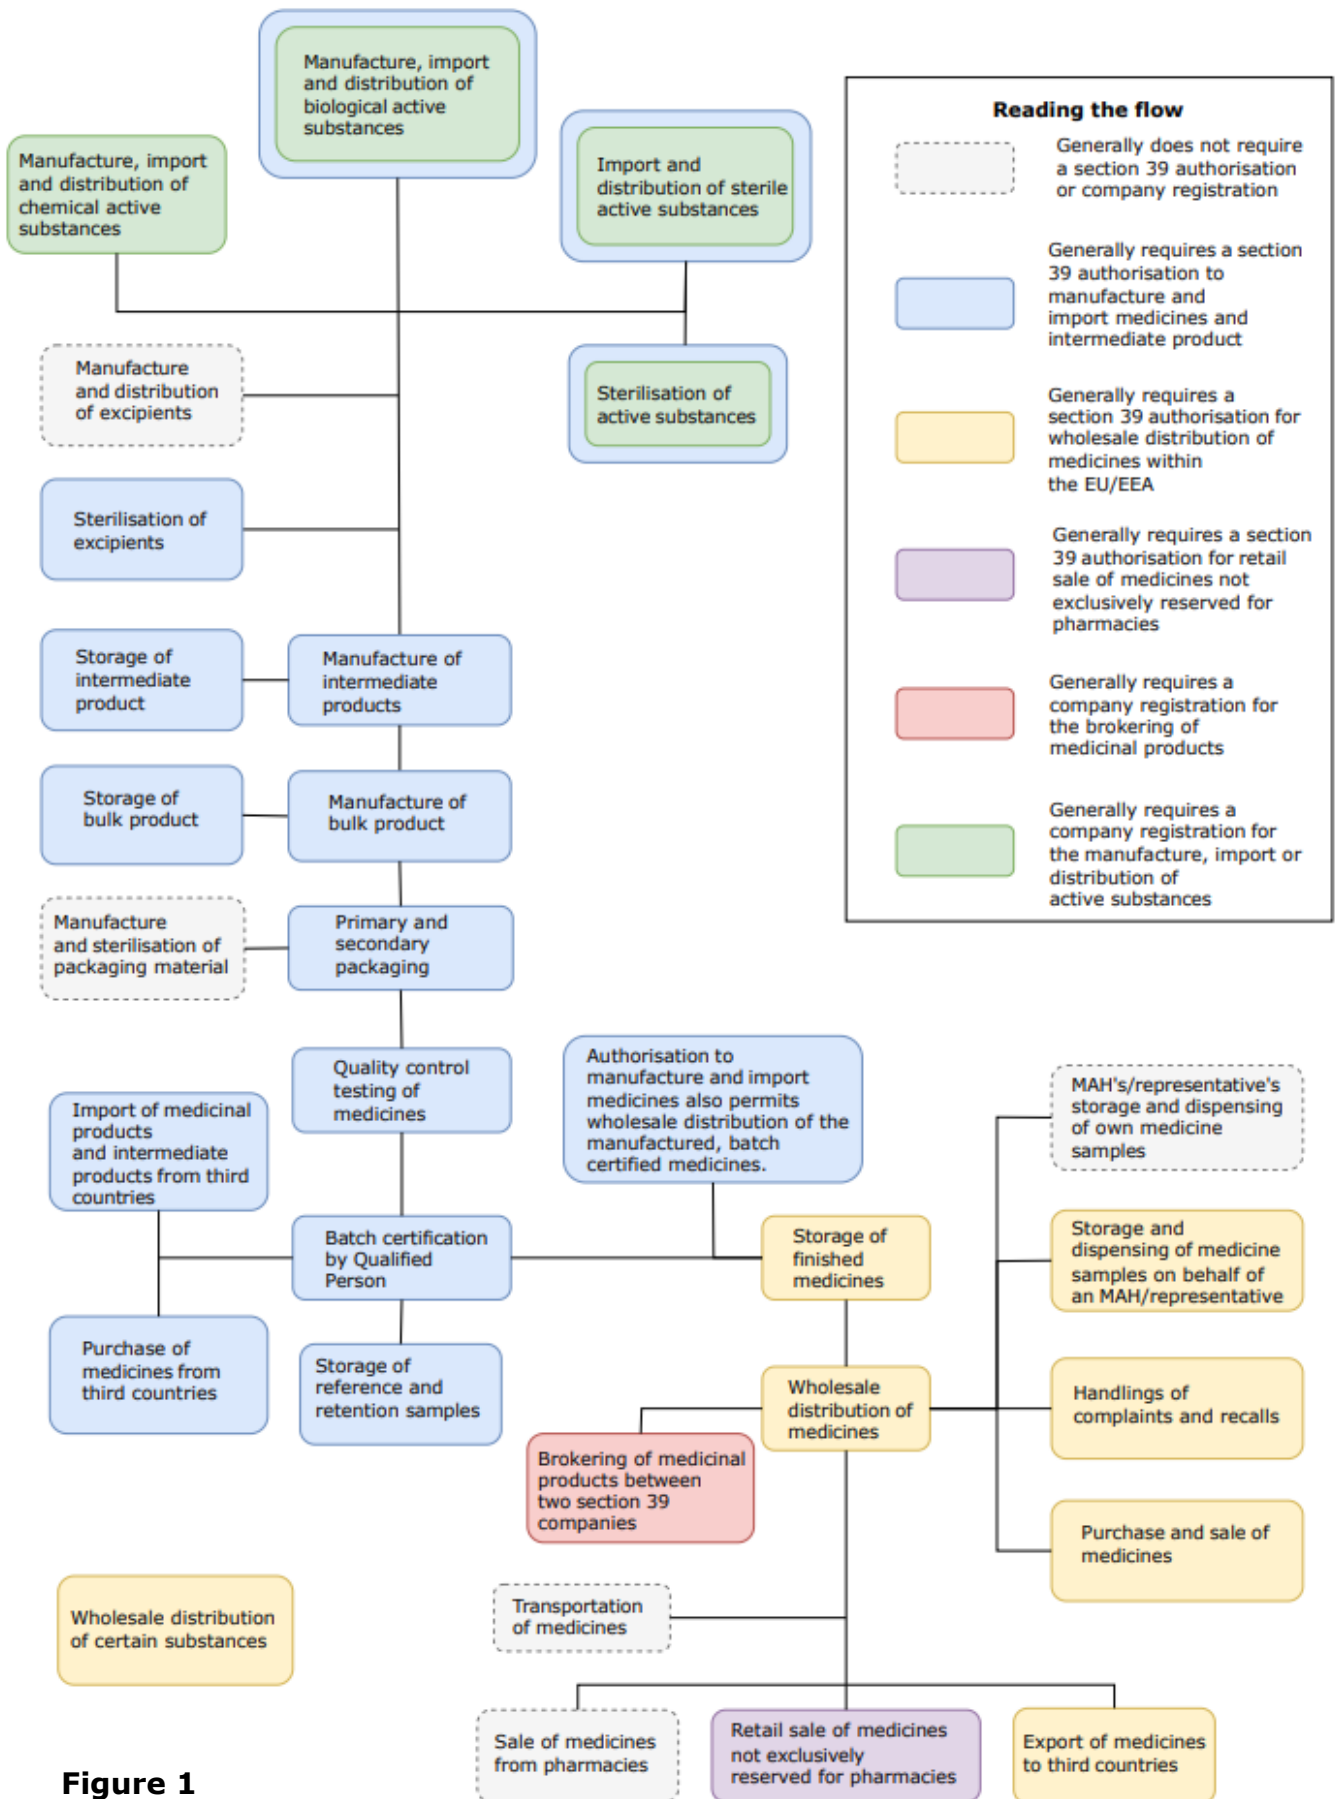 Manufacture, import
and distribution of
biological active
substances
Manufacture, import
and distribution of
chemical active
substances
Import and
distribution of sterile
active substances
Manufacture
and distribution
of excipients
Sterilisation of
active substances
Sterilisation of
excipients
Storage of
intermediate
product
Manufacture of
intermediate
products
Storage of
bulk product
Manufacture of
bulk product
Manufacture
and sterilisation of
packaging material
Primary and
secondary
packaging
Quality control
testing of
medicines
Import of medicinal
products
and intermediate
products from third
countries
Batch certification
by Qualified
Person
Purchase of
medicines from
third countries
Storage of
reference and
retention samples
Authorisation to
manufacture and import
medicines also permits
wholesale distribution of the
manufactured, batch
certified medicines.
Storage of
finished
medicines
Wholesale
distribution of
medicines
Brokering of medicinal
products between
two section 39
companies
MAH's/representative's
storage and dispensing
of own medicine
samples
Storage and
dispensing of medicine
samples on behalf of
an MAH/representative
Handlings of
complaints and recalls
Purchase and sale of
medicines
Wholesale distribution
of certain substances
Transportation
of medicines
Sale of medicines
from pharmacies
Retail sale of medicines
not exclusively
reserved for pharmacies
Export of medicines
to third countries
Reading the flow
Generally does not require
a section 39 authorisation
or company registration
Generally requires a section
39 authorisation to
manufacture and
import medicines and
intermediate product
Generally requires a
section 39 authorisation for
wholesale distribution of
medicines within
the EU/EEA
Generally requires a section
39 authorisation for retail
sale of medicines not
exclusively reserved for
pharmacies
Generally requires a
company registration for
the brokering of
medicinal products
Generally requires a
company registration for
the manufacture, import or
distribution of
active substances
Figure 1